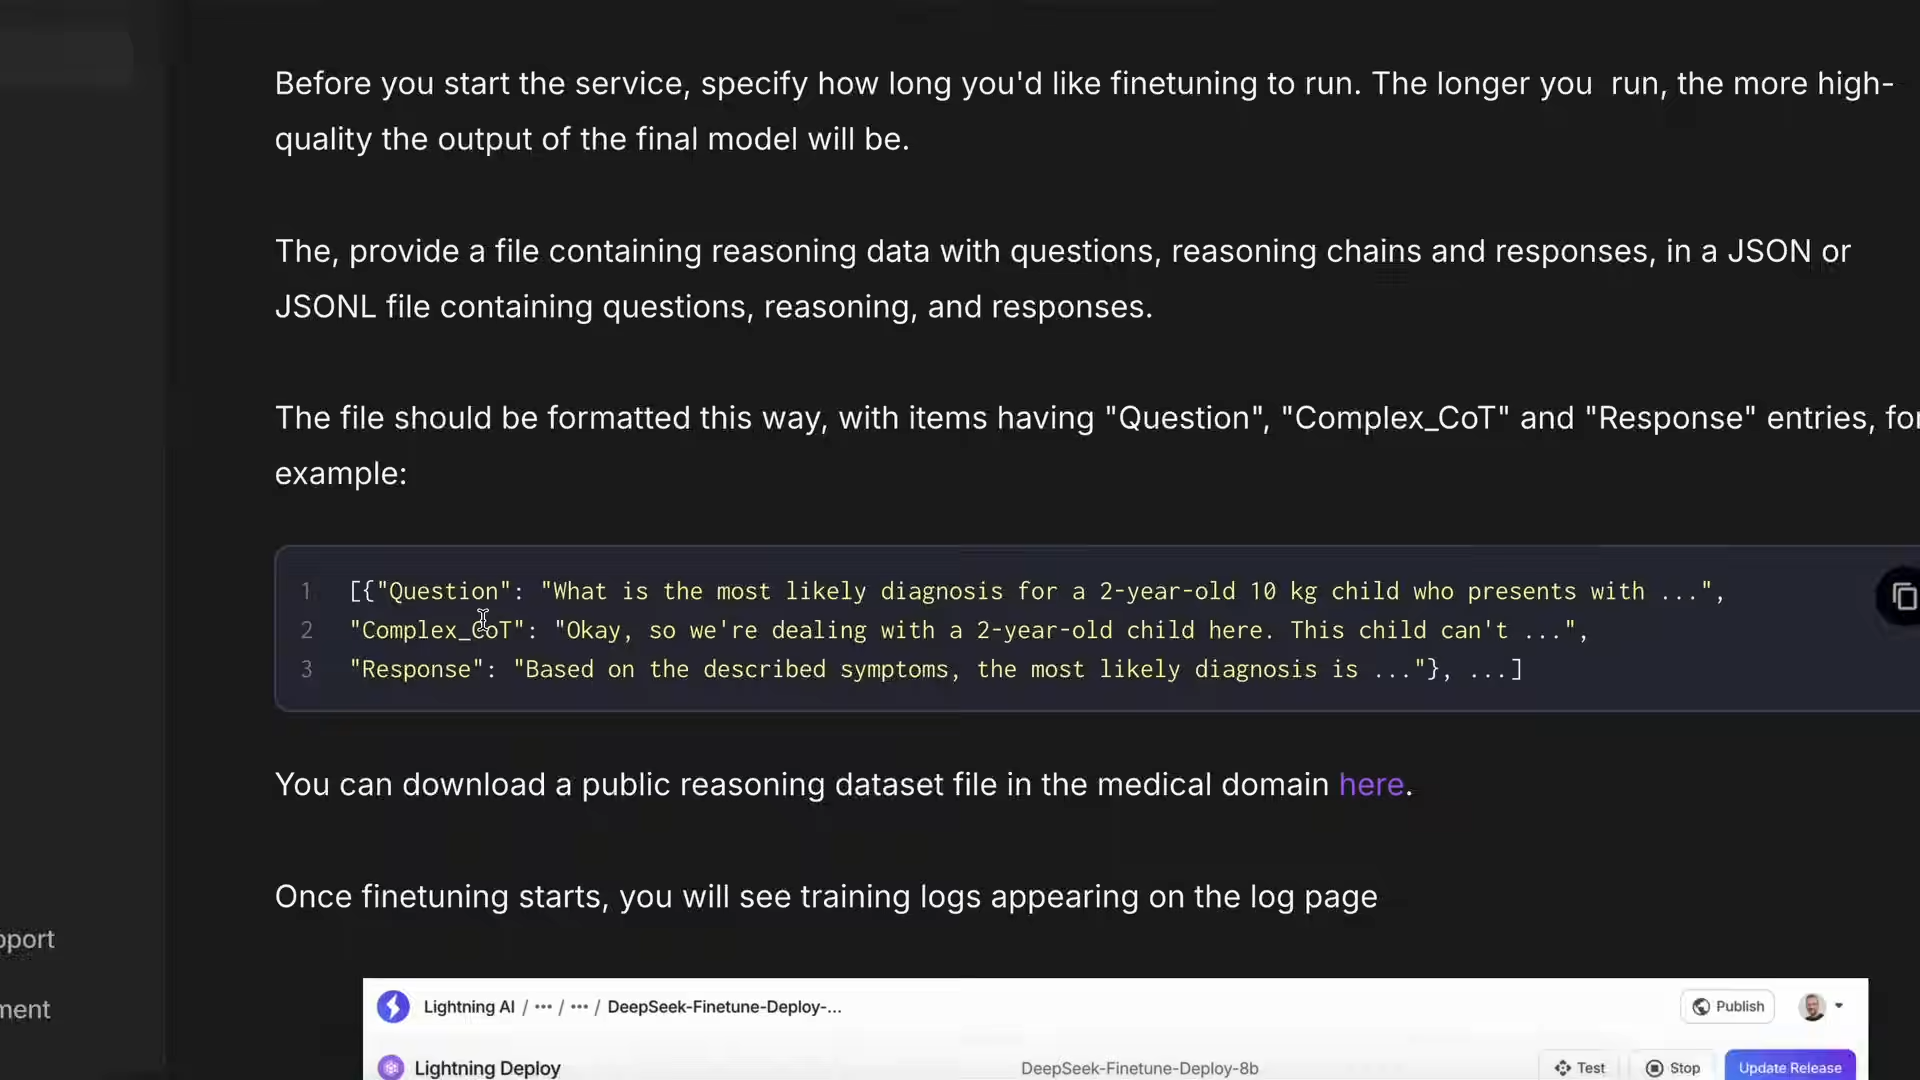 Before you start the service, specify how long you'd like finetuning to run. The longer you  run, the more high-
quality the output of the final model will be.
The, provide a file containing reasoning data with questions, reasoning chains and responses, in a JSON or
JSONL file containing questions, reasoning, and responses.
The file should be formatted this way, with items having "Question", "Complex_CoT" and "Response" entries, for
example:
1 [{"Question": "What is the most likely diagnosis for a 2-year-old 10 kg child who presents with ...",
2 "Complex_CoT": "Okay, so we're dealing with a 2-year-old child here. This child can't ...",
3 "Response": "Based on the described symptoms, the most likely diagnosis is ..."}, ...]
You can download a public reasoning dataset file in the medical domain here.
Once finetuning starts, you will see training logs appearing on the log page
pport
ment
Lightning AI / ··· / ··· / DeepSeek-Finetune-Deploy-...
Publish
Lightning Deploy
DeepSeek-Finetune-Deploy-8b
Test
Stop
Update Release